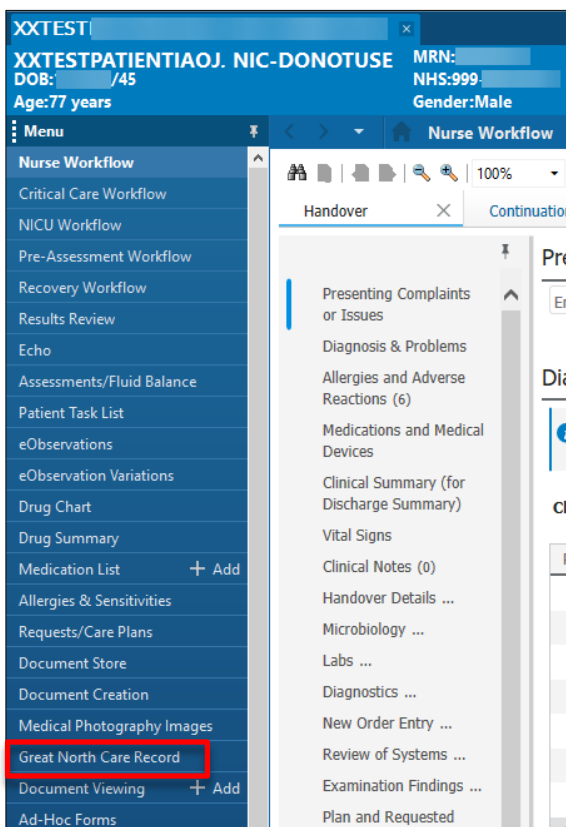 XXTEST
XXTESTPATIENTIAOJ. NIC-DONOTUSE
MRN:
DOB: /45
NHS:999-
Age:77 years
Gender:Male
Menu
Nurse Workflow
Nurse Workflow
Critical Care Workflow
NICU Workflow
Pre-Assessment Workflow
Recovery Workflow
Results Review
Echo
Assessments/Fluid Balance
Patient Task List
eObservations
eObservation Variations
Drug Chart
Drug Summary
Medication List + Add
Allergies & Sensitivities
Requests/Care Plans
Document Store
Document Creation
Medical Photography Images
Great North Care Record
Document Viewing + Add
Ad-Hoc Forms
100%
Handover
Presenting Complaints
or Issues
Diagnosis & Problems
Allergies and Adverse
Reactions (6)
Medications and Medical
Devices
Clinical Summary (for
Discharge Summary)
Vital Signs
Clinical Notes (0)
Handover Details ...
Microbiology ...
Labs ...
Diagnostics ...
New Order Entry ...
Review of Systems ...
Examination Findings ...
Plan and Requested